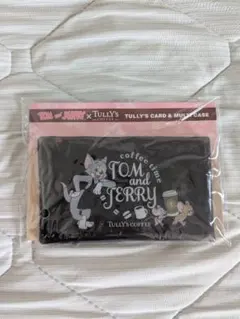 TOM and JERRY × TULLY'S COFFEE TULLY'S CARD & MULTI CASE
coffee time
TOM
and
JERRY
TULLY'S COFFEE